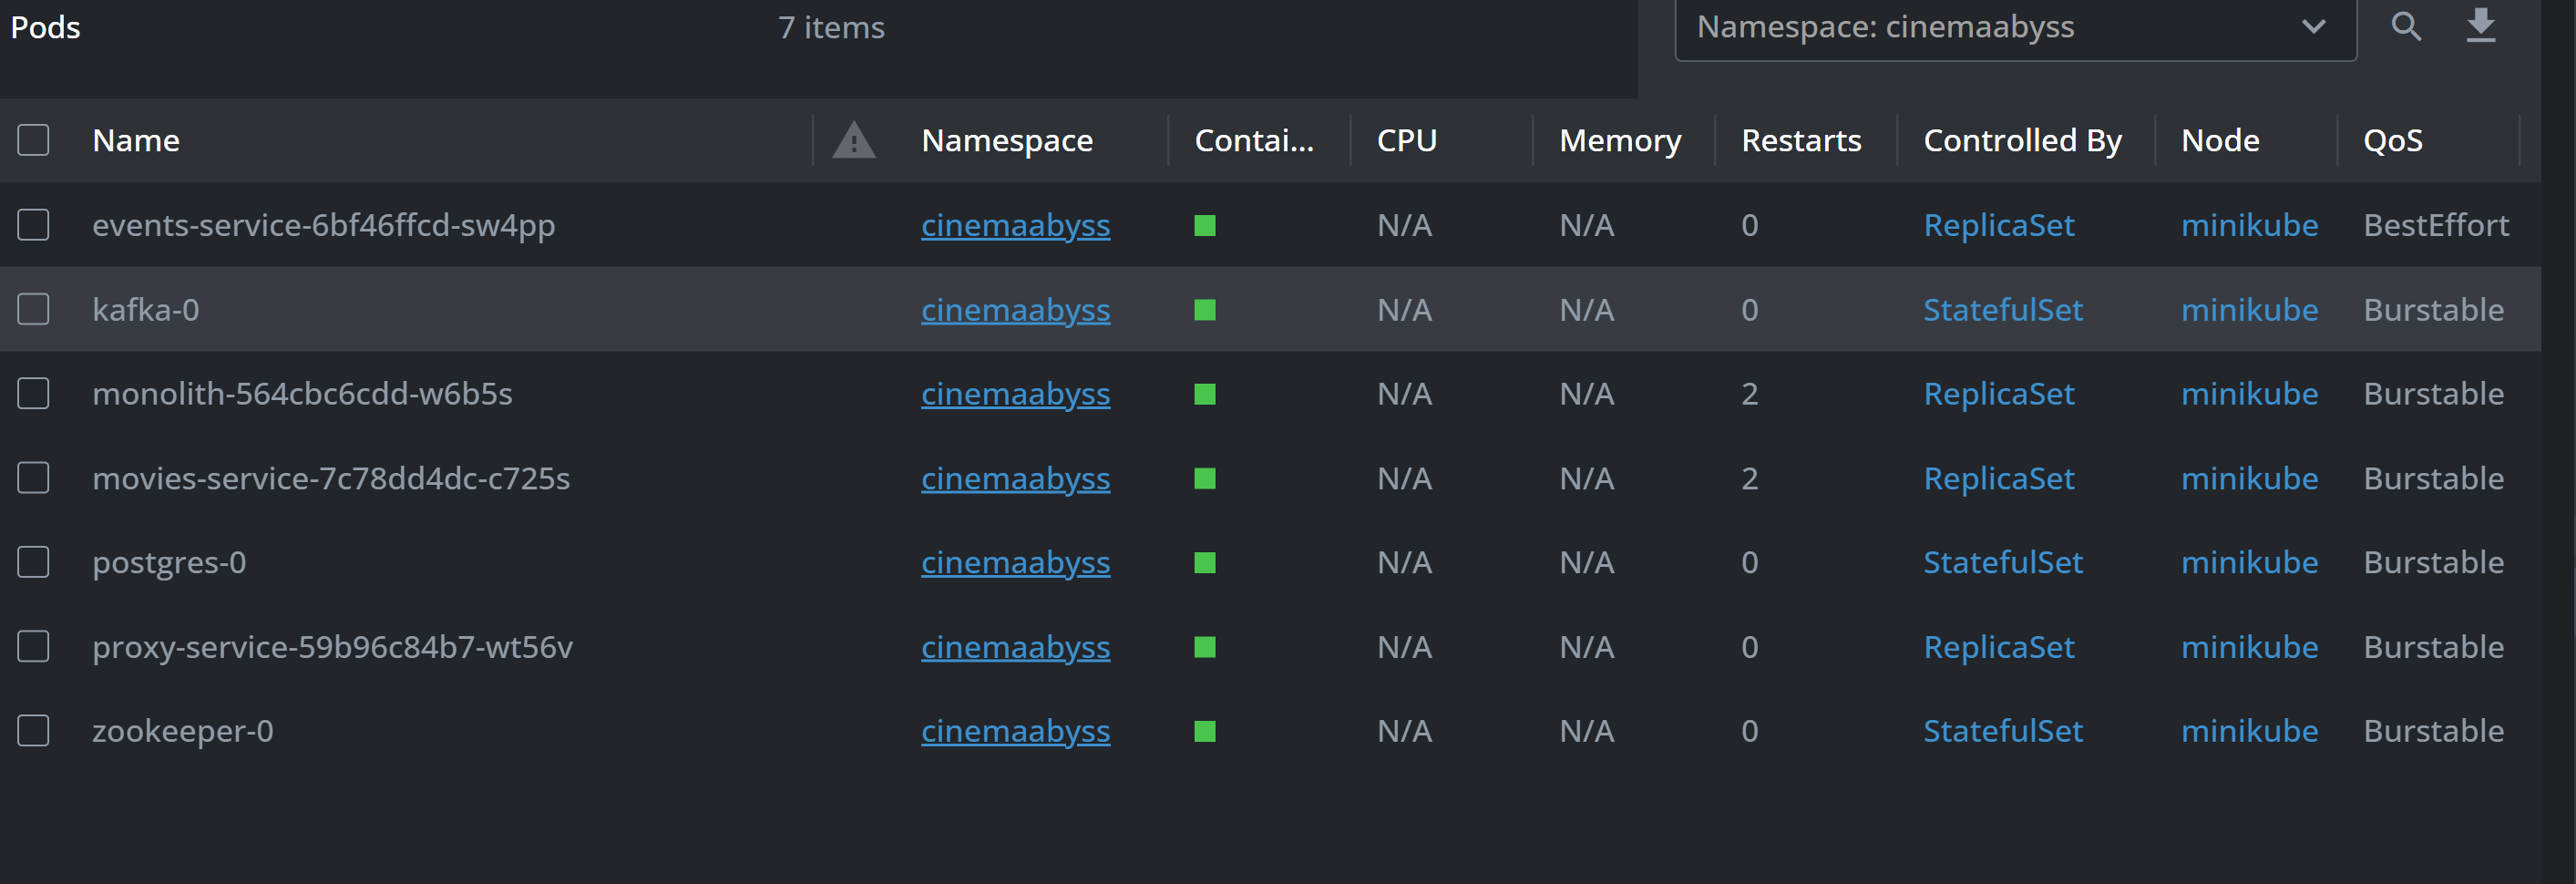 Pods 7 items Namespace: cinemaabyss
Name Namespace Contai... CPU Memory Restarts Controlled By Node QoS
events-service-6bf46ffcd-sw4pp cinemaabyss N/A N/A 0 ReplicaSet minikube BestEffort
kafka-0 cinemaabyss N/A N/A 0 StatefulSet minikube Burstable
monolith-564cbc6cdd-w6b5s cinemaabyss N/A N/A 2 ReplicaSet minikube Burstable
movies-service-7c78dd4dc-c725s cinemaabyss N/A N/A 2 ReplicaSet minikube Burstable
postgres-0 cinemaabyss N/A N/A 0 StatefulSet minikube Burstable
proxy-service-59b96c84b7-wt56v cinemaabyss N/A N/A 0 ReplicaSet minikube Burstable
zookeeper-0 cinemaabyss N/A N/A 0 StatefulSet minikube Burstable